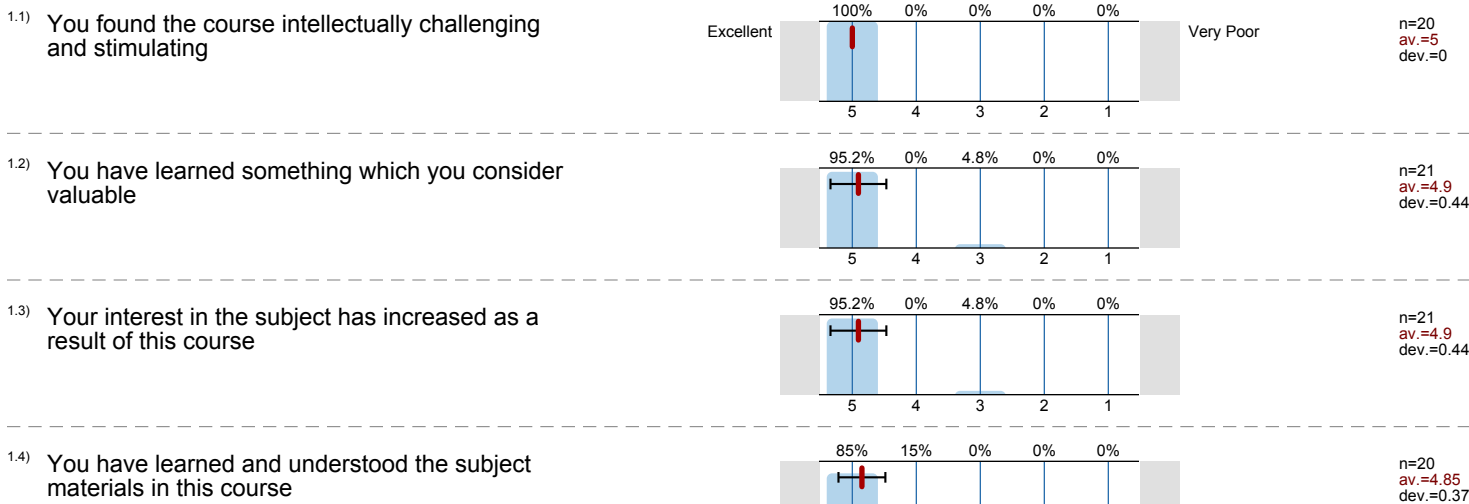 1.1) You found the course intellectually challenging
and stimulating
100% 0% 0% 0% 0%
Excellent Very Poor
5 4 3 2 1
n=20
av.=5
dev.=0
1.2) You have learned something which you consider
valuable
95.2% 0% 4.8% 0% 0%
5 4 3 2 1
n=21
av.=4.9
dev.=0.44
1.3) Your interest in the subject has increased as a
result of this course
95.2% 0% 4.8% 0% 0%
5 4 3 2 1
n=21
av.=4.9
dev.=0.44
1.4) You have learned and understood the subject
materials in this course
85% 15% 0% 0% 0%
n=20
av.=4.85
dev.=0.37